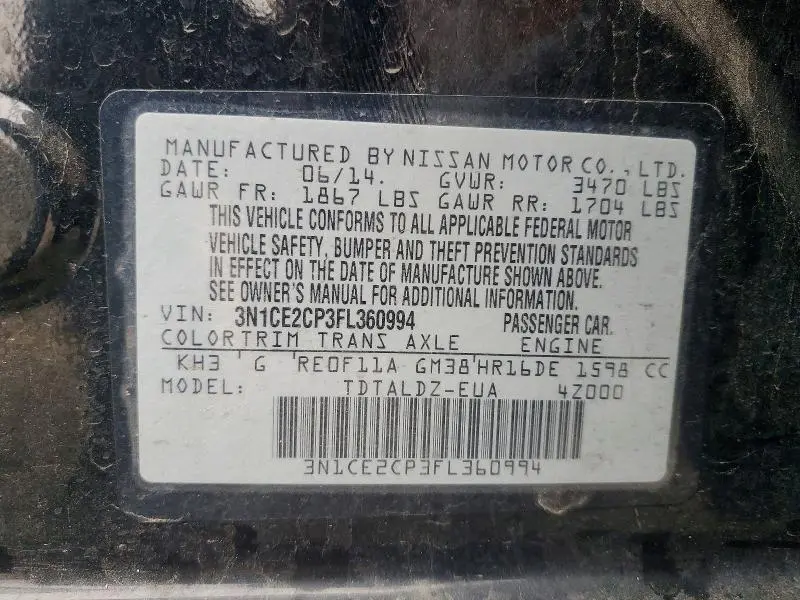 MANUFACTURED BY NISSAN MOTOR CO., LTD.
DATE: 06/14. GVWR: 3470 LBS
GAWR FR: 1867 LBS GAWR RR: 1704 LBS
THIS VEHICLE CONFORMS TO ALL APPLICABLE FEDERAL MOTOR
VEHICLE SAFETY, BUMPER AND THEFT PREVENTION STANDARDS
IN EFFECT ON THE DATE OF MANUFACTURE SHOWN ABOVE.
SEE OWNER'S MANUAL FOR ADDITIONAL INFORMATION.
VIN: 3N1CE2CP3FL360994 PASSENGER CAR.
COLOR TRIM TRANS AXLE ENGINE
KH3 ' G ' RE0F11A GM38 ' HR16DE 1598 CC
MODEL: TDTALDZ-EUA 4Z000
3N1CE2CP3FL360994